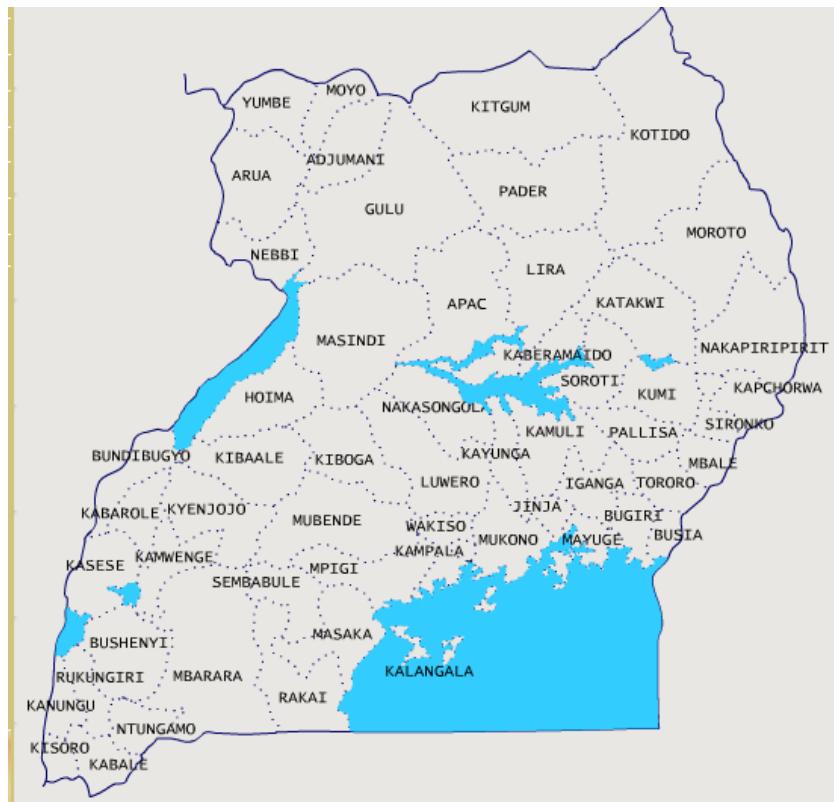 MOYO
YUMBE
KITGUM
KOTIDO
ADJUMANI
ARUA
PADER
GULU
MOROTO
NEBBI
LIRA
APAC
KATAKWI
MASINDI
NAKAPIRIPIRIT
KABERAMAIDO
SOROTI
KAPCHORWA
KUMI
HOIMA
NAKASONGOLA
SIRONKO
KAMULI
PALLISA
BUNDIBUGYO
KIBAALE
KIBOGA
KAYUNGA
MBALE
LUWERO
IGANGA
TORORO
KABAROLE
KYENJOJO
JINJA
MUBENDE
WAKISO
BUGIRI
KAMPALA
MUKONO
MAYUGE
BUSIA
KASESE
KAMWENGE
MPIGI
SEMBABULE
MASAKA
BUSHENYI
KALANGALA
RUKUNGIRI
MBARARA
RAKAI
KANUNGU
NTUNGAMO
KISORO
KABALE